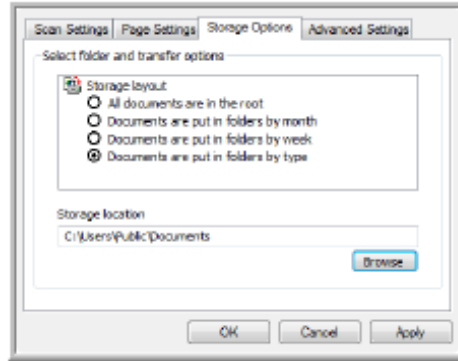 Scan Settings Page Settings Storage Options Advanced Settings
Select folder and transfer options
Storage layout
All documents are in the root
Documents are put in folders by month
Documents are put in folders by week
Documents are put in folders by type
Storage location
C:\Users\Public\Documents
Browse
OK Cancel Apply